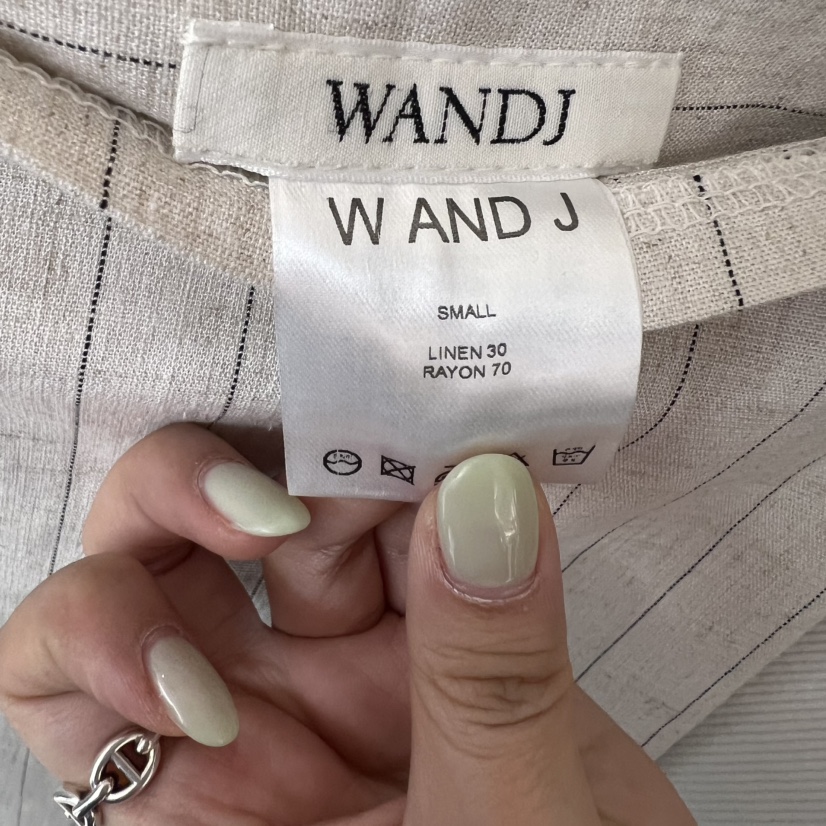 WANDJ
W AND J
SMALL
LINEN 30
RAYON 70